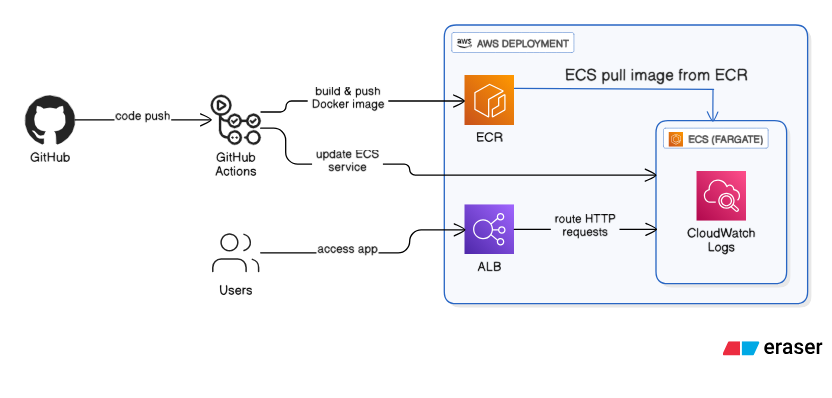 aws AWS DEPLOYMENT
ECS pull image from ECR
build & push
Docker image
code push
GitHub
GitHub
Actions
ECR
ECS (FARGATE)
update ECS
service
CloudWatch
Logs
route HTTP
requests
access app
ALB
Users
eraser